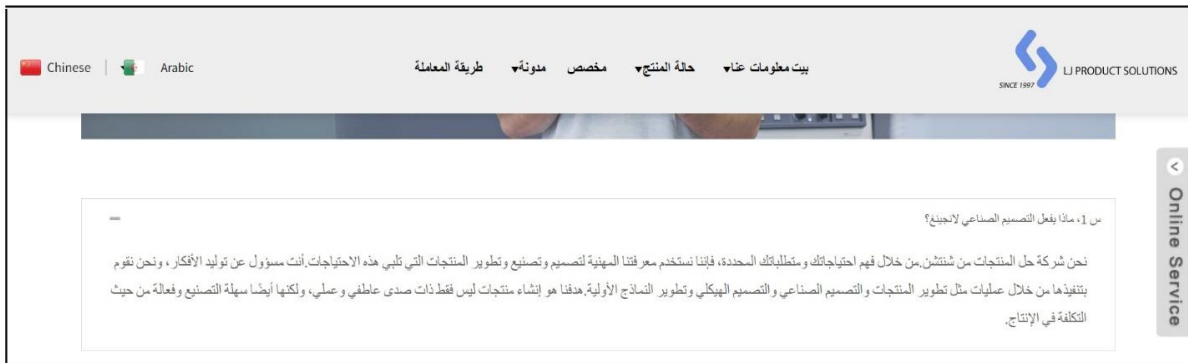 Chinese | Arabic
بيت معلومات عنا حالة المنتج مخصص مدونة طريقة المعاملة
LJ PRODUCT SOLUTIONS
SINCE 1997
Online Service
س 1، ماذا يفعل التصميم الصناعي لانجينغ؟
نحن شركة حل المنتجات من شنتشن.من خلال فهم احتياجاتك ومتطلباتك المحددة، فإننا نستخدم معرفتنا المهنية لتصميم وتصنيع وتطوير المنتجات التي تلبي هذه الاحتياجات.أنت مسؤول عن توليد الأفكار ، ونحن نقوم
بتنفيذها من خلال عمليات مثل تطوير المنتجات والتصميم الصناعي والتصميم الهيكلي وتطوير النماذج الأولية.هدفنا هو إنشاء منتجات ليس فقط ذات صدى عاطفي وعملي، ولكنها أيضًا سهلة التصنيع وفعالة من حيث
التكلفة في الإنتاج.